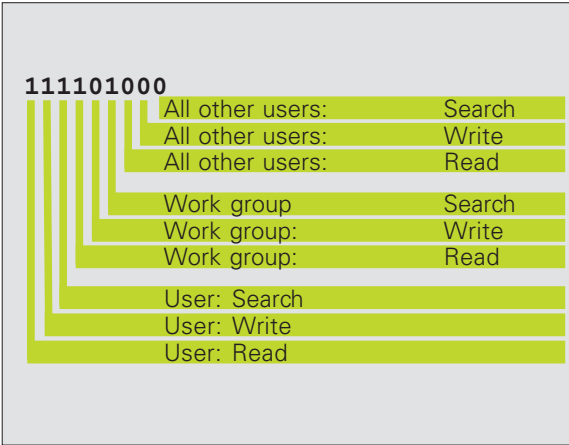 111101000
All other users: Search
All other users: Write
All other users: Read
Work group Search
Work group: Write
Work group: Read
User: Search
User: Write
User: Read